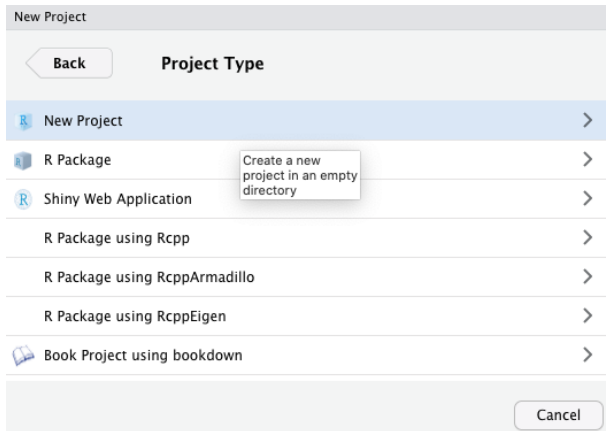 New Project
Back
Project Type
R New Project
R R Package
Create a new
project in an empty
directory
R Shiny Web Application
R Package using Rcpp
R Package using RcppArmadillo
R Package using RcppEigen
Book Project using bookdown
Cancel